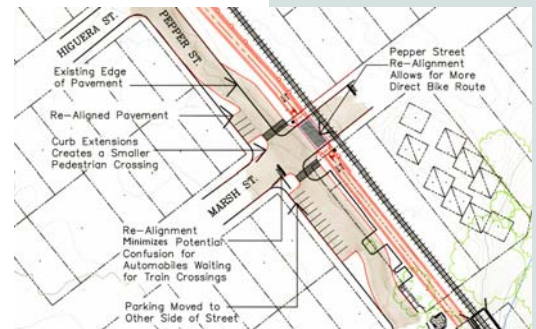 HIGUERA ST.
PEPPER ST.
Existing Edge
of Pavement
Re-Aligned Pavement
Curb Extensions
Creates a Smaller
Pedestrian Crossing
MARSH ST.
Re-Alignment
Minimizes Potential
Confusion for
Automobiles Waiting
for Train Crossings
Parking Moved to
Other Side of Street
Pepper Street
Re-Alignment
Allows for More
Direct Bike Route